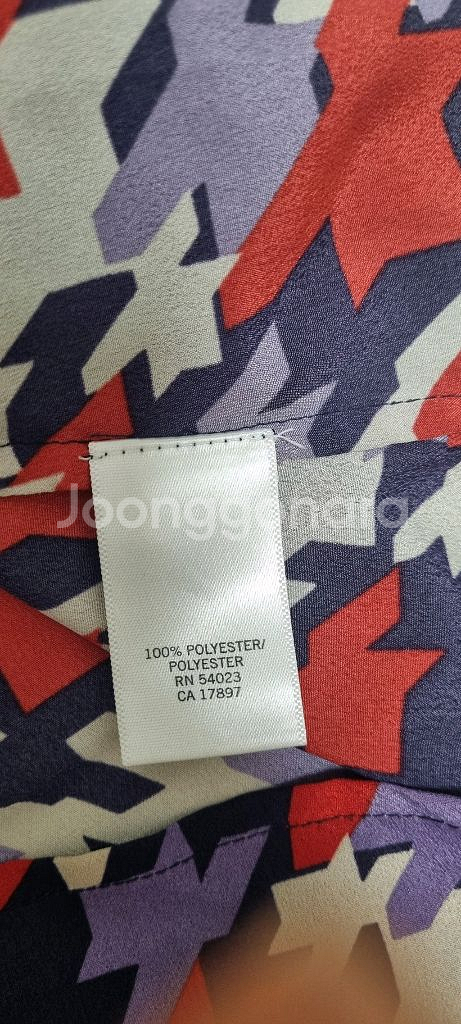 Joonggonara
100% POLYESTER/
POLYESTER
RN 54023
CA 17897